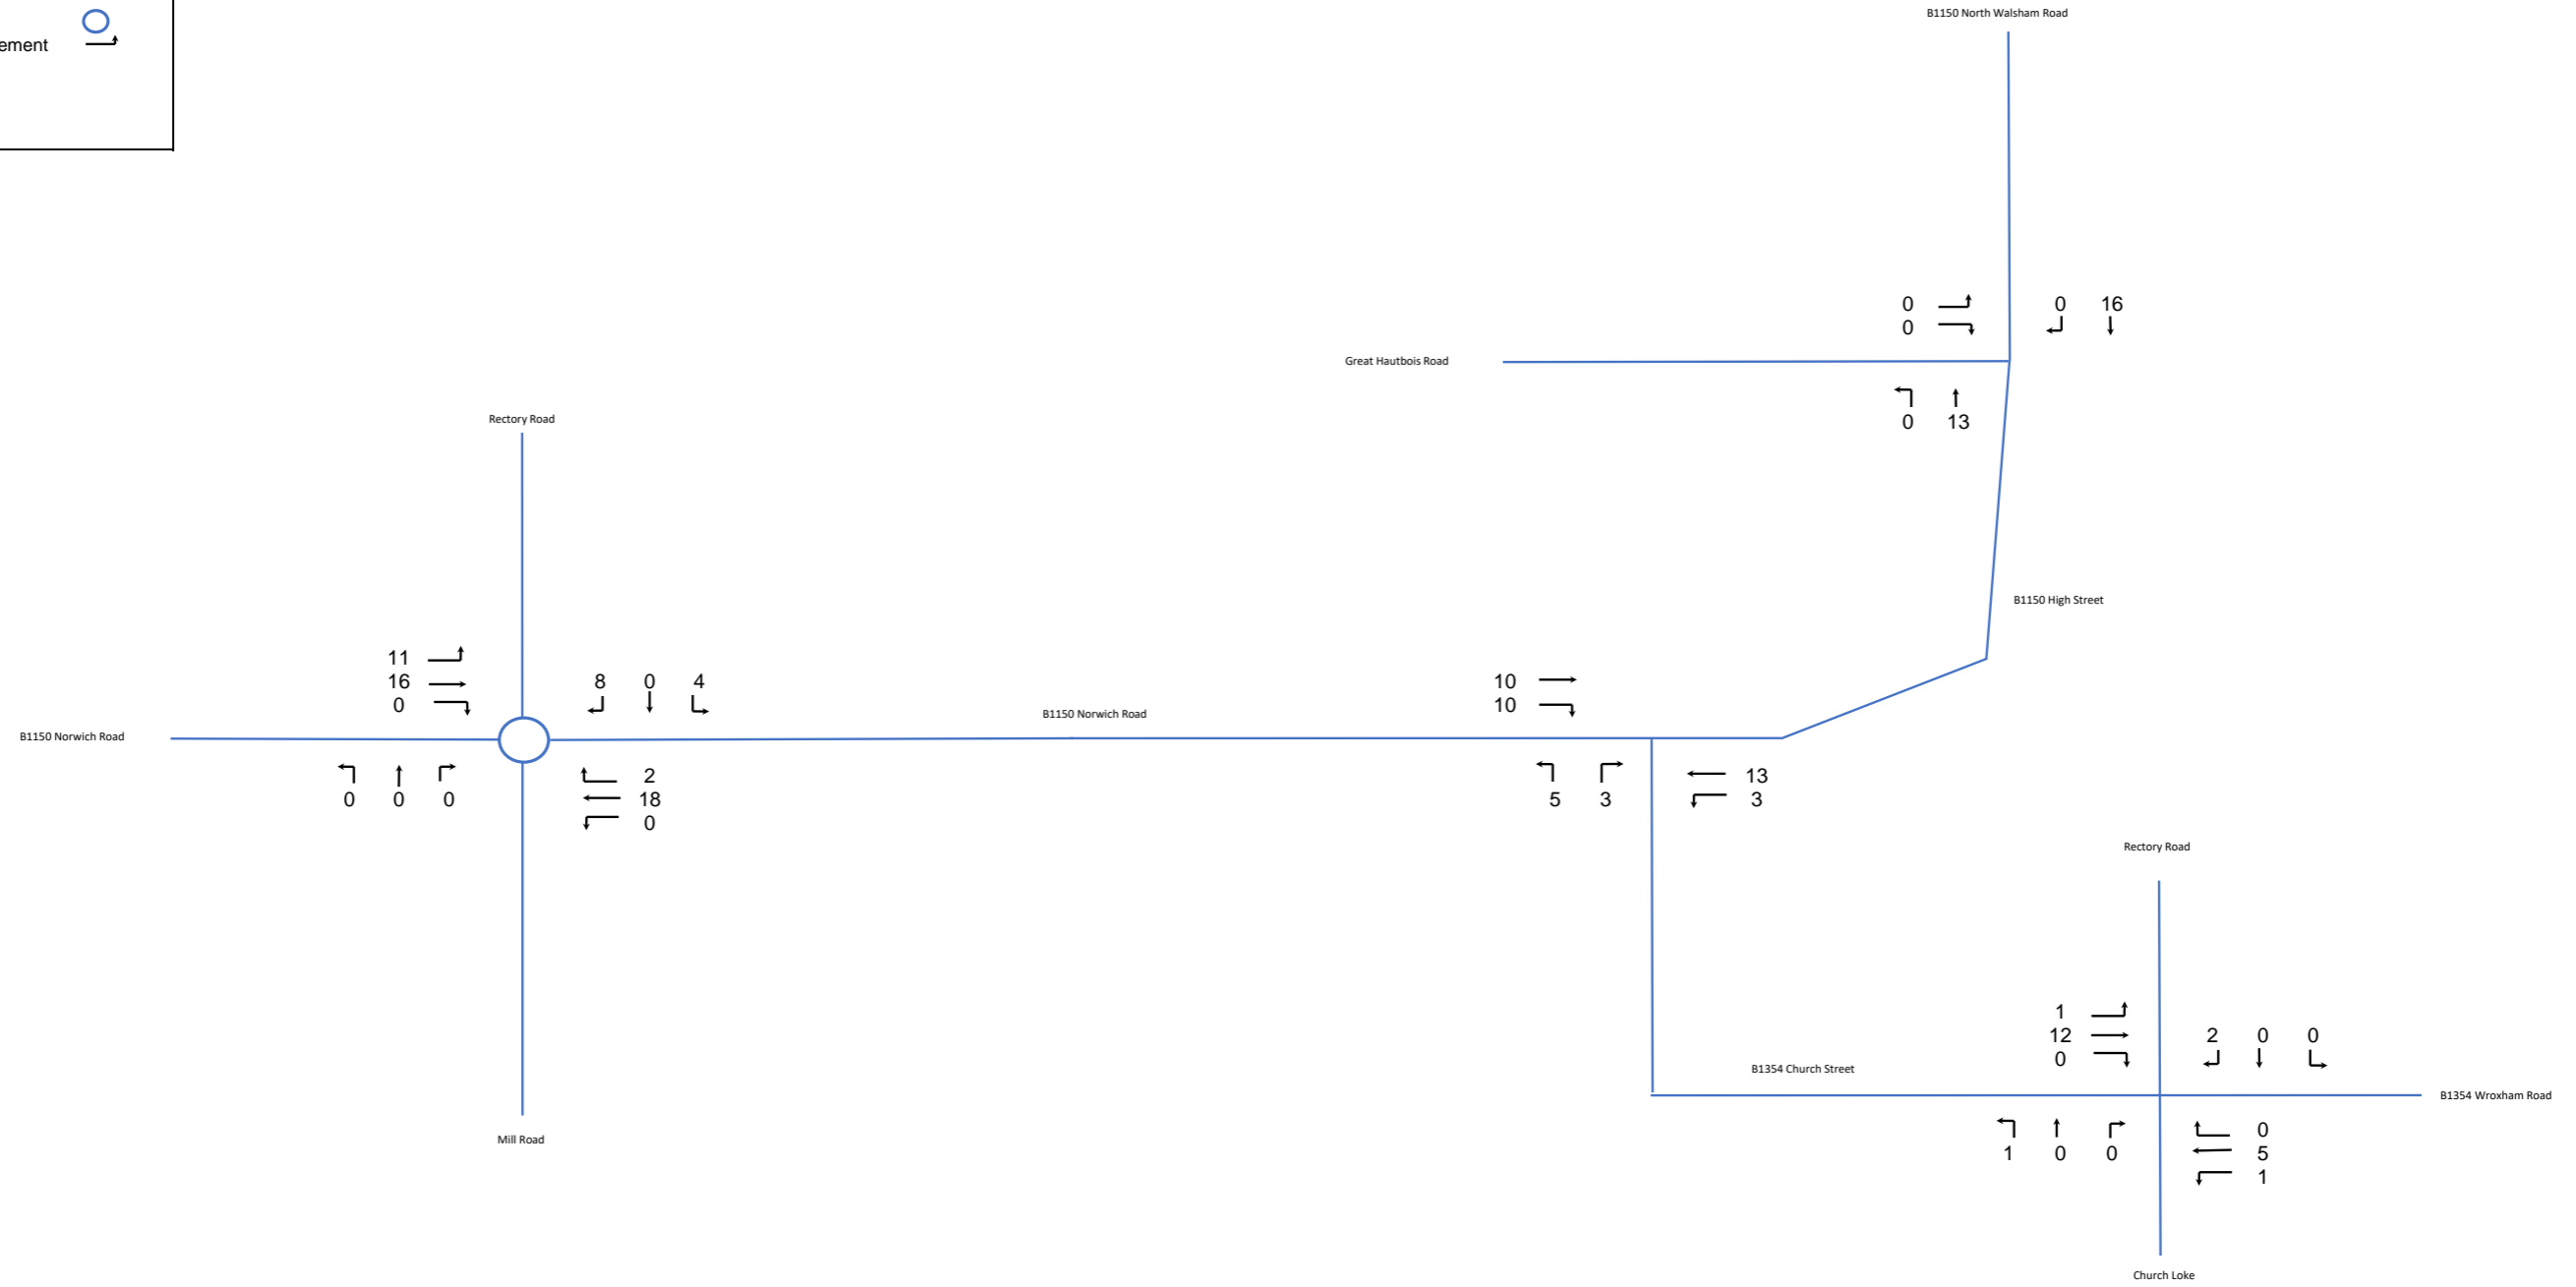 B1150 North Walsham Road
0 0 16
0
Great Hautbois Road
0 13
Rectory Road
B1150 High Street
11
16 8 0 4 10
0 10
B1150 Norwich Road
B1150 Norwich Road
2 13
0 0 0 18 5 3 3
0
Rectory Road
1
12 2 0 0
0
B1354 Church Street
B1354 Wroxham Road
Mill Road
0
1 0 0 5
1
Church Loke